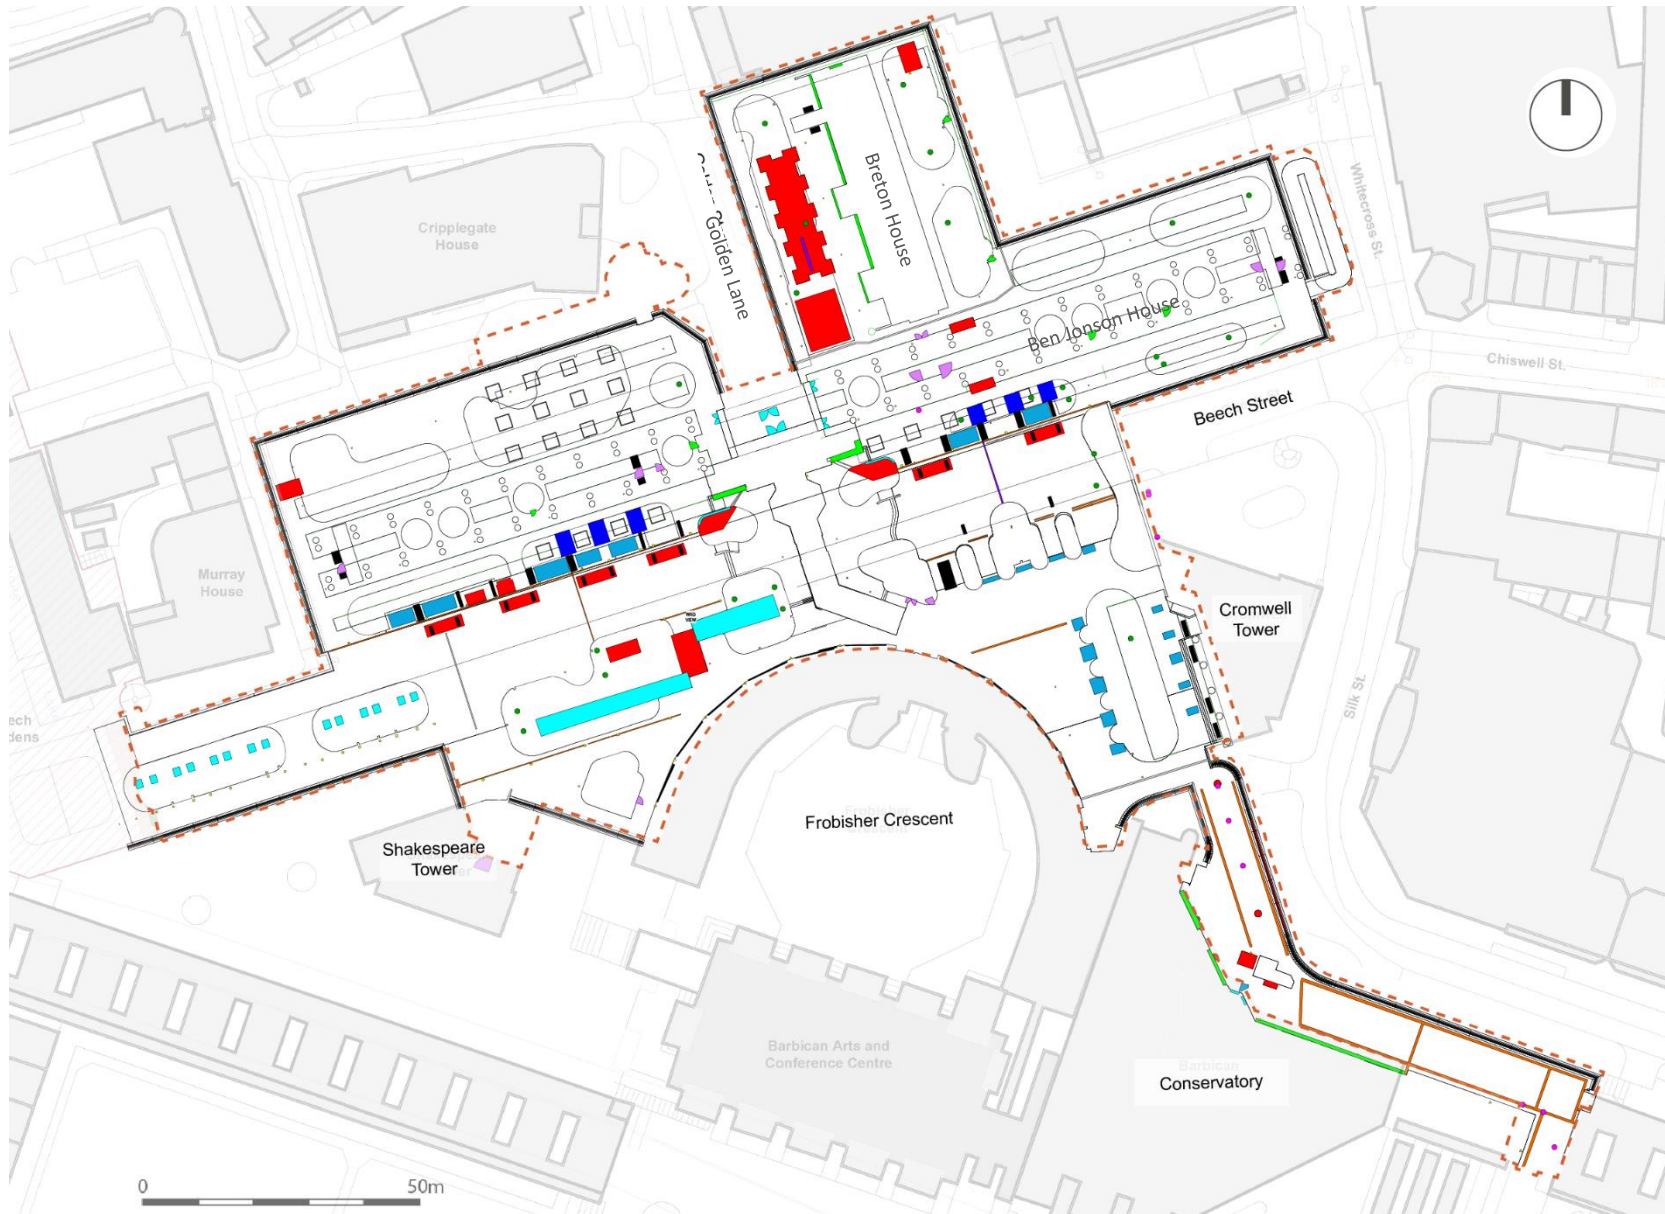 Whitecross St.
Breton House
Cripplegate
House
Golden Lane
Ben Jonson House
Chiswell St.
Beech Street
Murray
House
Cromwell
Tower
Silk St.
Frobisher Crescent
Shakespeare
Tower
Barbican Arts and
Conference Centre
Barbican
Conservatory
0 50m